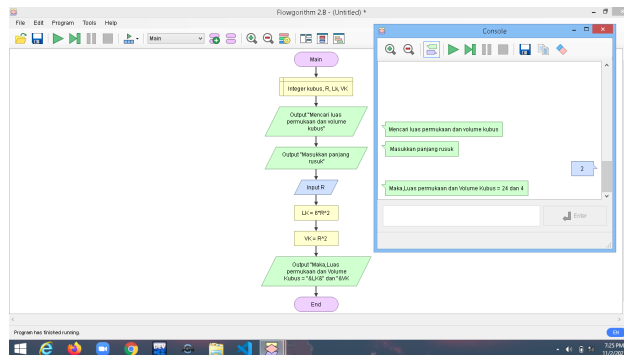 Flowgorithm 2.8 - (Untitled) *
File Edit Program Tools Help
Main
Main
Integer kubus, R, Lk, VK
Output "Mencari luas
permukaan dan volume
kubus"
Output "Masukkan panjang
rusuk"
Input R
LK = 6*R^2
VK = R^2
Output "Maka,Luas
permukaan dan Volume
Kubus = "&LK&" dan "&VK
End
Console
Mencari luas permukaan dan volume kubus
Masukkan panjang rusuk
2
Maka,Luas permukaan dan Volume Kubus = 24 dan 4
Enter
Program has finished running.
EN
7:25 PM